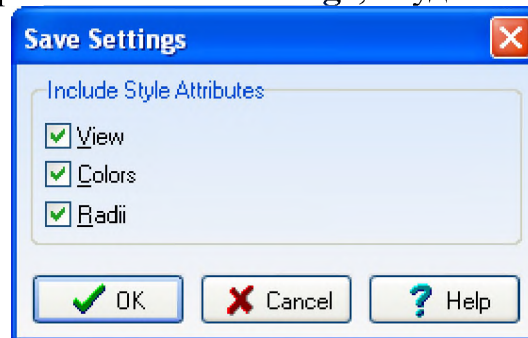 Save Settings
Include Style Attributes
View
Colors
Radii
OK Cancel Help